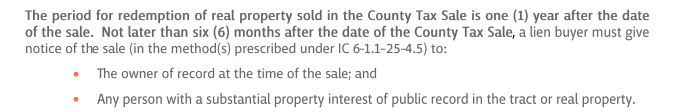 The period for redemption of real property sold in the County Tax Sale is one (1) year after the date
of the sale. Not later than six (6) months after the date of the County Tax Sale, a lien buyer must give
notice of the sale (in the method(s) prescribed under IC 6-1.1-25-4.5) to:
• The owner of record at the time of the sale; and
• Any person with a substantial property interest of public record in the tract or real property.